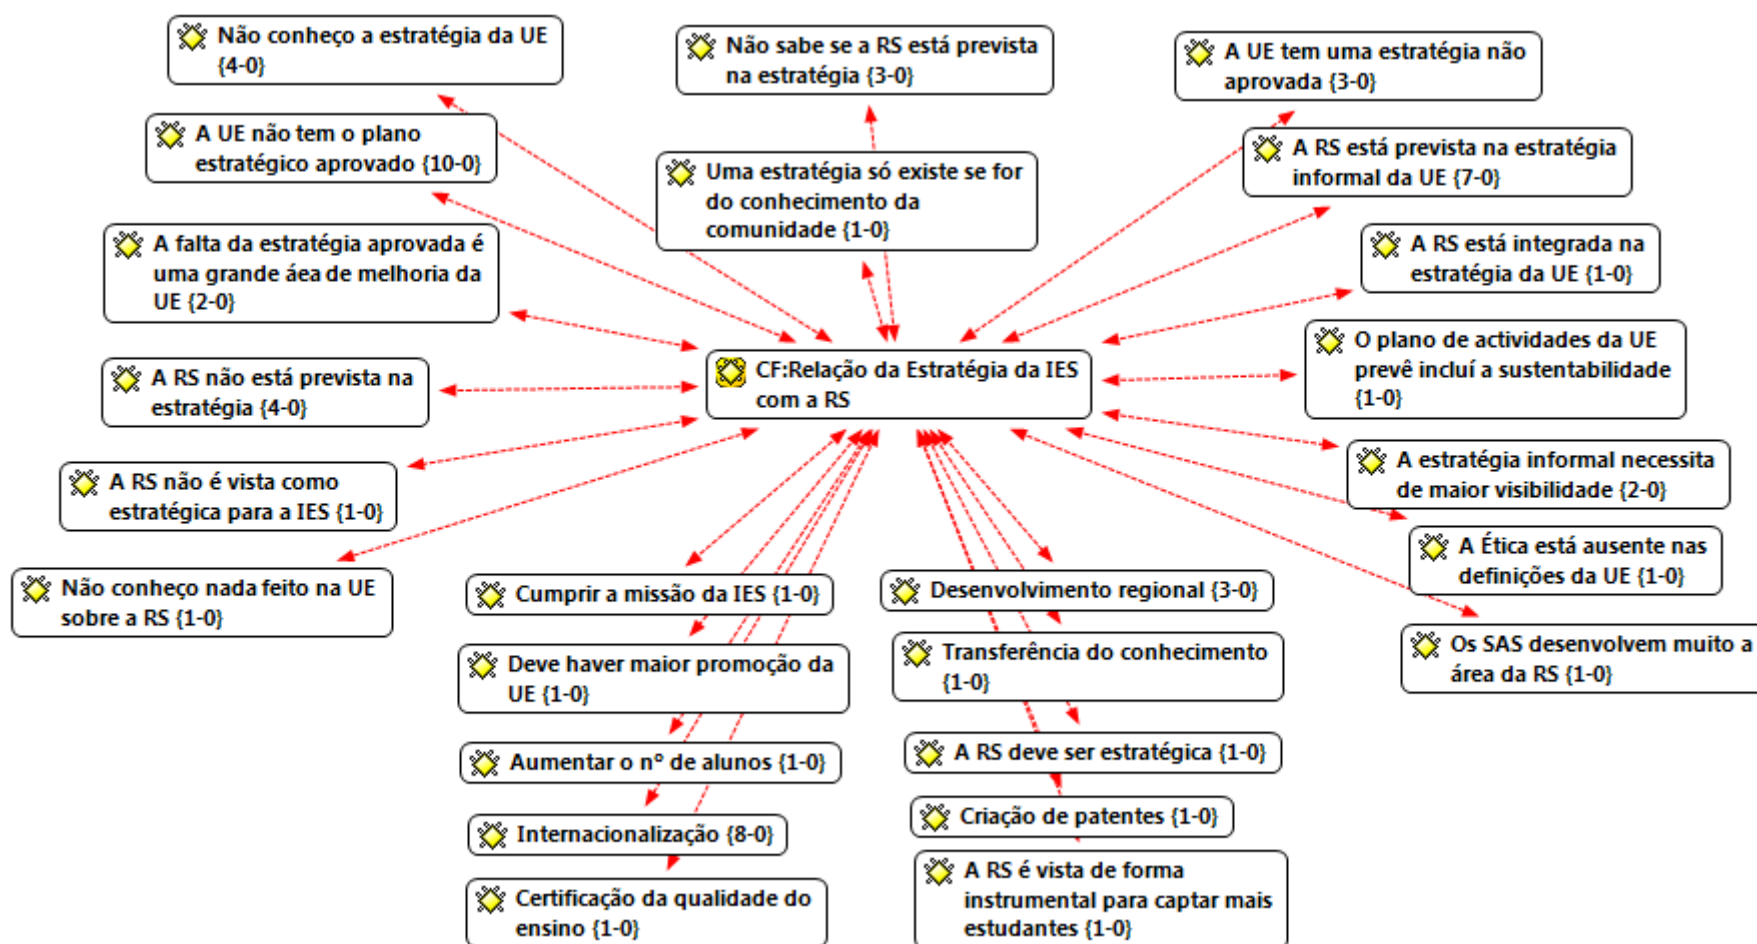 Não conheço a estratégia da UE
{4-0}
Não sabe se a RS está prevista
na estratégia {3-0}
A UE tem uma estratégia não
aprovada {3-0}
A UE não tem o plano
estratégico aprovado {10-0}
Uma estratégia só existe se for
do conhecimento da
comunidade {1-0}
A RS está prevista na estratégia
informal da UE {7-0}
A falta da estratégia aprovada é
uma grande áea de melhoria da
UE {2-0}
A RS está integrada na
estratégia da UE {1-0}
O plano de actividades da UE
prevê incluí a sustentabilidade
{1-0}
CF:Relação da Estratégia da IES
com a RS
A RS não está prevista na
estratégia {4-0}
A estratégia informal necessita
de maior visibilidade {2-0}
A RS não é vista como
estratégica para a IES {1-0}
A Ética está ausente nas
definições da UE {1-0}
Não conheço nada feito na UE
sobre a RS {1-0}
Cumprir a missão da IES {1-0}
Desenvolvimento regional {3-0}
Os SAS desenvolvem muito a
área da RS {1-0}
Deve haver maior promoção da
UE {1-0}
Transferência do conhecimento
{1-0}
Aumentar o nº de alunos {1-0}
A RS deve ser estratégica {1-0}
Internacionalização {8-0}
Criação de patentes {1-0}
Certificação da qualidade do
ensino {1-0}
A RS é vista de forma
instrumental para captar mais
estudantes {1-0}